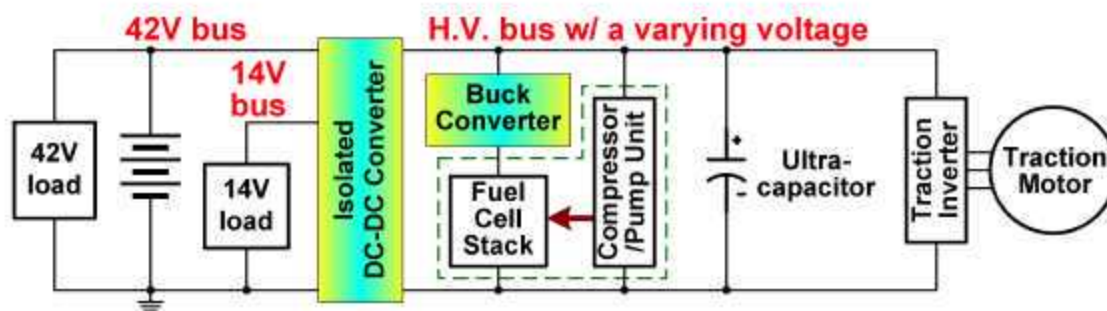 42V bus
H.V. bus w/ a varying voltage
14V
bus
42V
load
14V
load
Isolated
DC-DC Converter
Buck
Converter
Fuel
Cell
Stack
Compressor
/Pump Unit
+
-
Ultra-
capacitor
Traction
Inverter
Traction
Motor